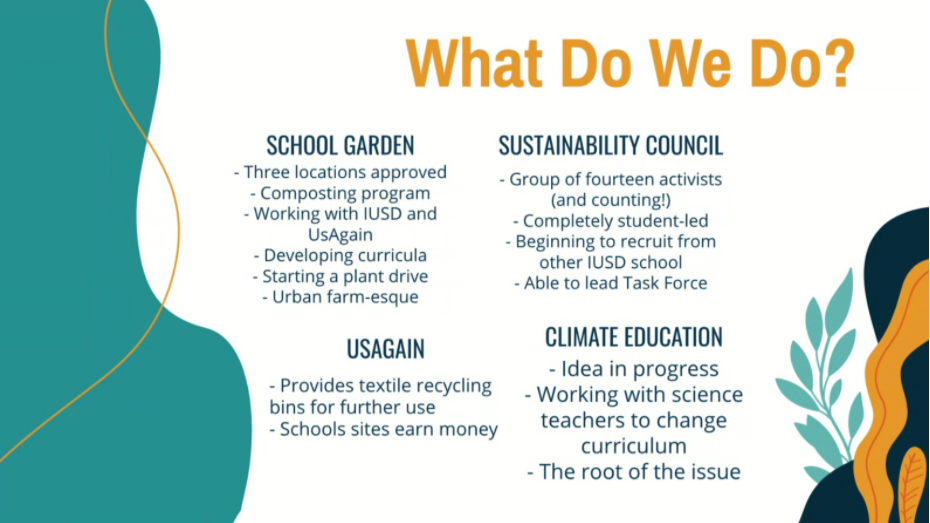 What Do We Do?
SCHOOL GARDEN
- Three locations approved
- Composting program
- Working with IUSD and
UsAgain
- Developing curricula
- Starting a plant drive
- Urban farm-esque
SUSTAINABILITY COUNCIL
- Group of fourteen activists
(and counting!)
- Completely student-led
- Beginning to recruit from
other IUSD school
- Able to lead Task Force
USAGAIN
- Provides textile recycling
bins for further use
- Schools sites earn money
CLIMATE EDUCATION
- Idea in progress
- Working with science
teachers to change
curriculum
- The root of the issue